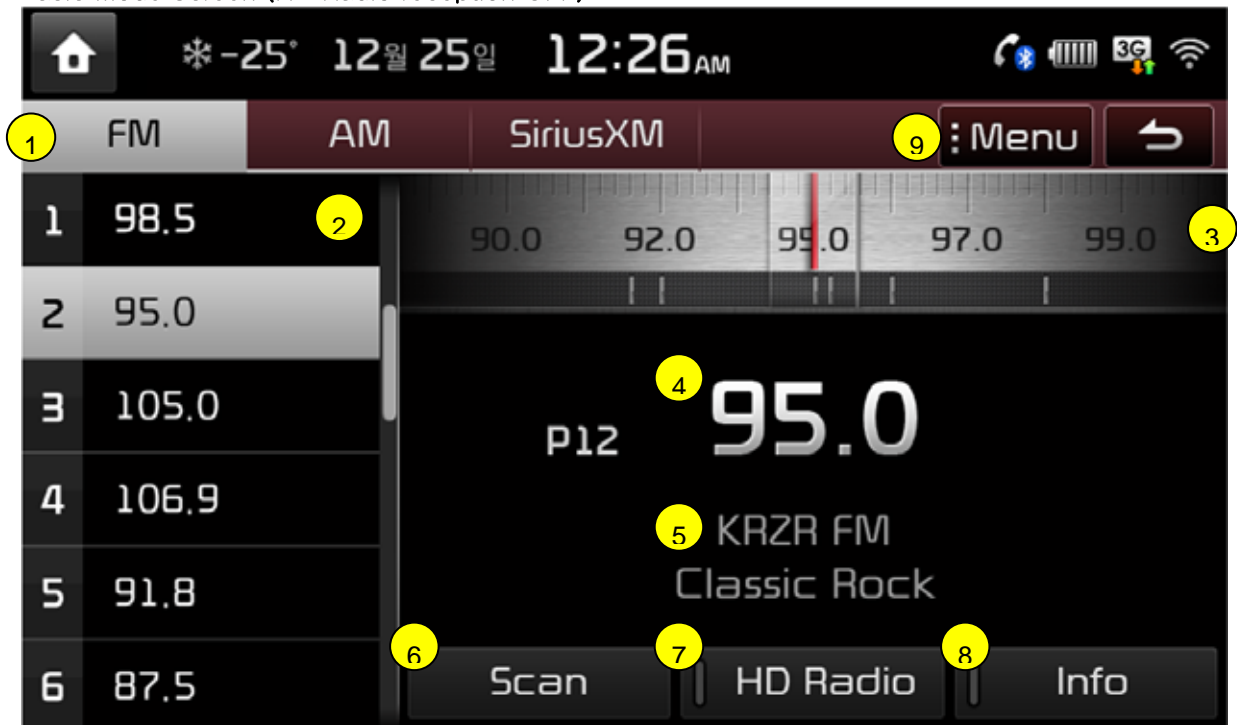 -25° 12월 25일 12:26AM 3G
1 FM AM SiriusXM 9 Menu
1 98.5 2
90.0 92.0 95.0 97.0 99.0 3
2 95.0
3 105.0
4 P12 95.0
4 106.9
5 KRZR FM
Classic Rock
5 91.8
6 Scan 7 HD Radio 8 Info
6 87.5